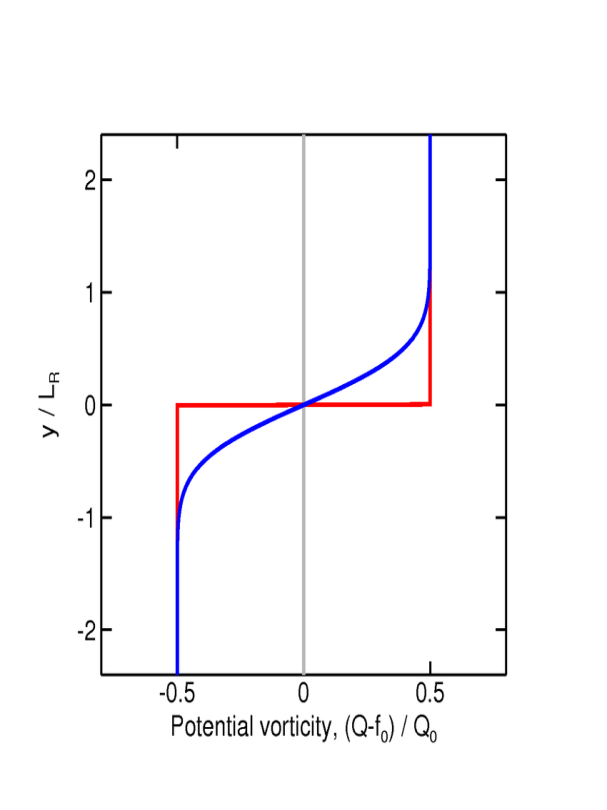 2
1
0
-1
-2
y / L_R
-0.5 0 0.5
Potential vorticity, (Q-f_0) / Q_0